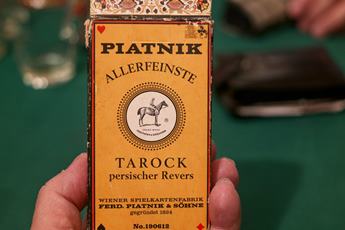 PIATNIK
ALLERFEINSTE
TAROCK
persischer Revers
WIENER SPIELKARTENFABRIK
FERD. PIATNIK & SÖHNE
gegründet 1824
No. 190612